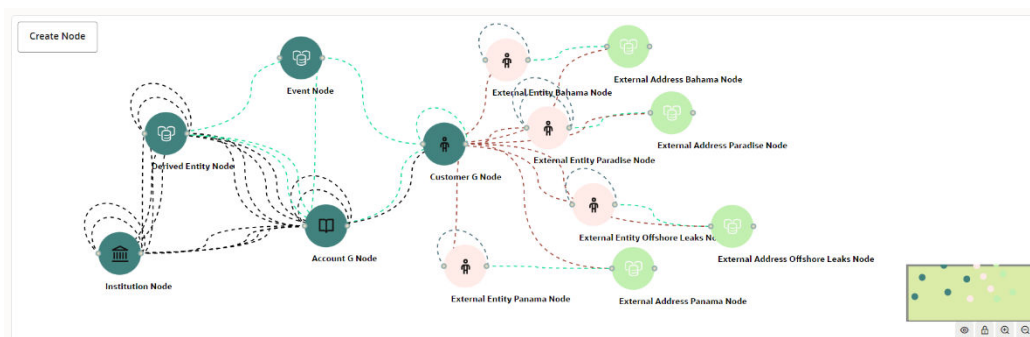 Create Node
Event Node
External Address Bahama Node
External Entity Bahama Node
External Address Paradise Node
External Entity Paradise Node
Derived Entity Node
Customer G Node
External Entity Offshore Leaks No
External Address Offshore Leaks Node
Account G Node
Institution Node
External Entity Panama Node
External Address Panama Node